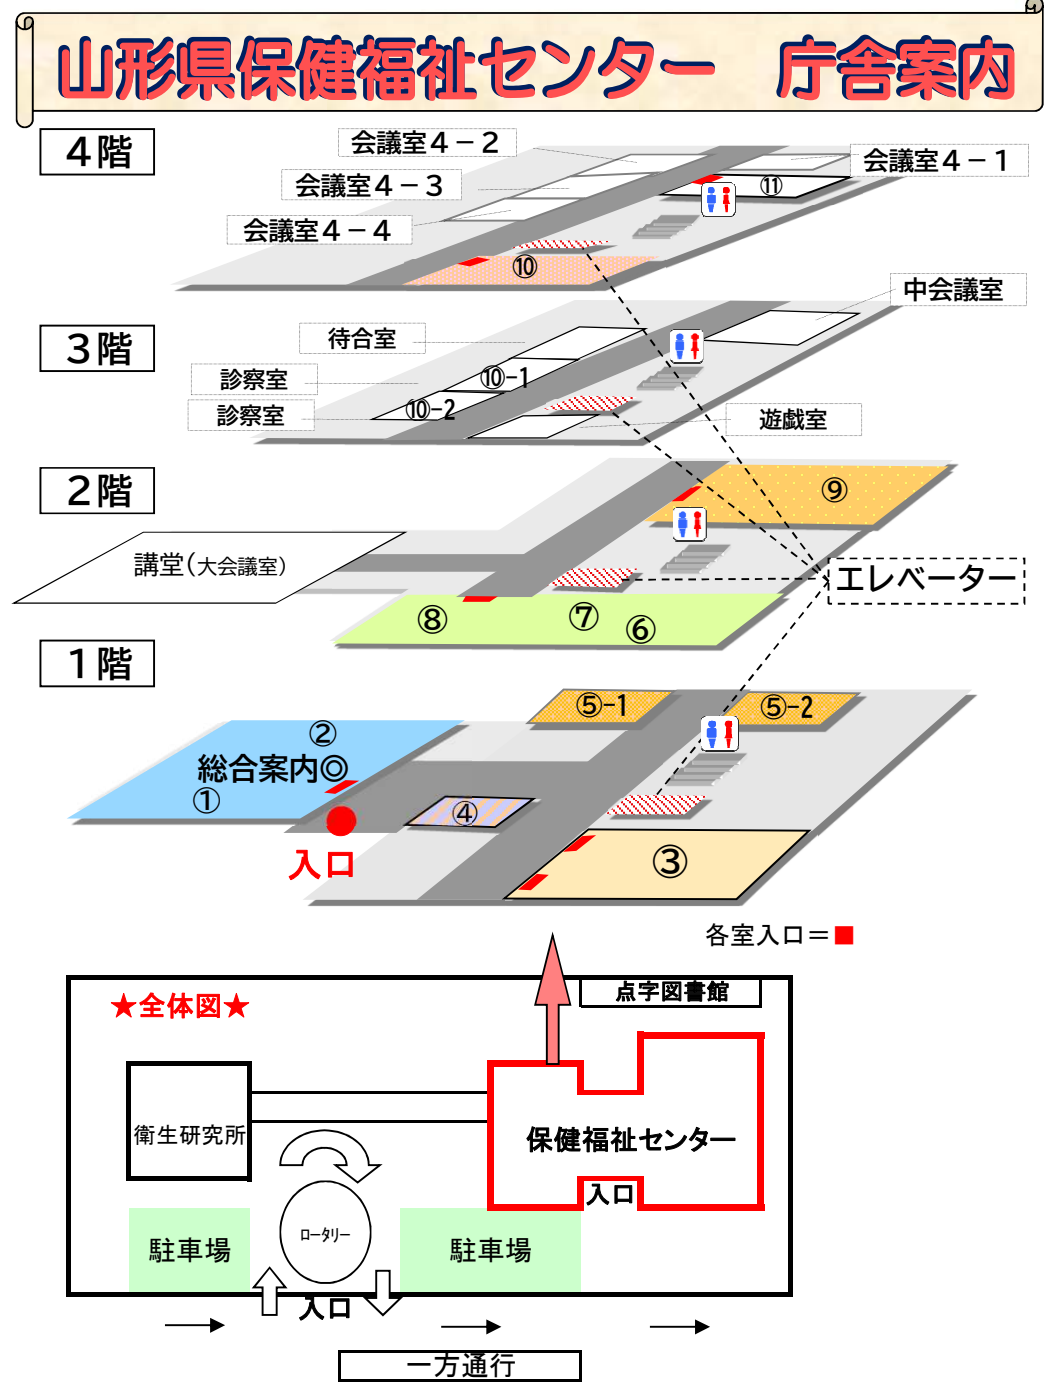 山形県保健福祉センター　庁舎案内
4階
会議室4－2
会議室4－1
会議室4－3
⑪
会議室4－4
⑩
3階
中会議室
待合室
診察室
⑩-1
診察室
⑩-2
遊戯室
2階
⑨
講堂(大会議室)
エレベーター
⑧
⑦
⑥
1階
⑤-1
⑤-2
②
総合案内◎
①
④
入口
③
各室入口＝■
★全体図★
点字図書館
衛生研究所
保健福祉センター
入口
ロータリー
駐車場
駐車場
入口
一方通行